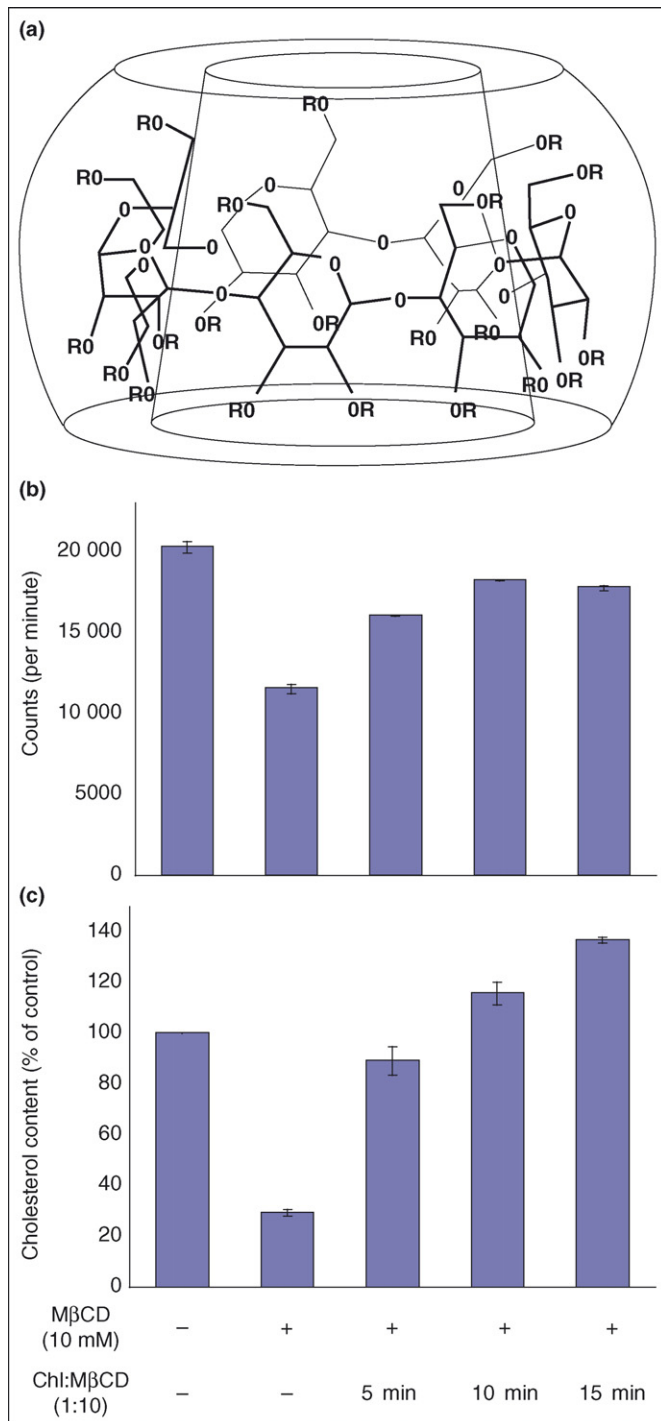 (a)
R0
R0
0R
R0 0R
0 0
R0 0R
0 0
0 0
0 0
0 0 0
0 0 0
0R 0R
R0 0R 0R R0 0R
R0 0R
R0 R0
R0 0R 0R
(b)
Counts (per minute)
20 000
15 000
10 000
5000
0
(c)
Cholesterol content (% of control)
140
120
100
80
60
40
20
0
MβCD
(10 mM)
– + + + +
Chl:MβCD
(1:10)
– – 5 min 10 min 15 min